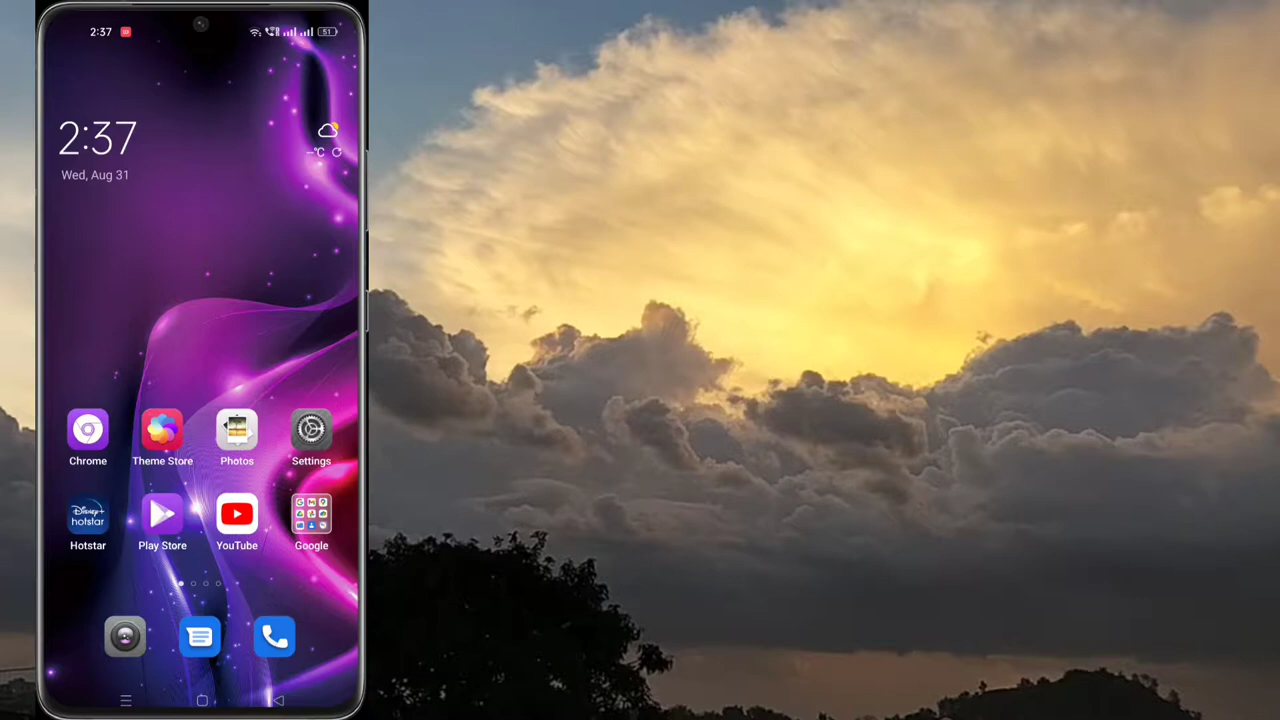 2:37
51
2:37
--°C
Wed, Aug 31
Chrome
Theme Store
Photos
Settings
Disney+
hotstar
Hotstar
Play Store
YouTube
Google